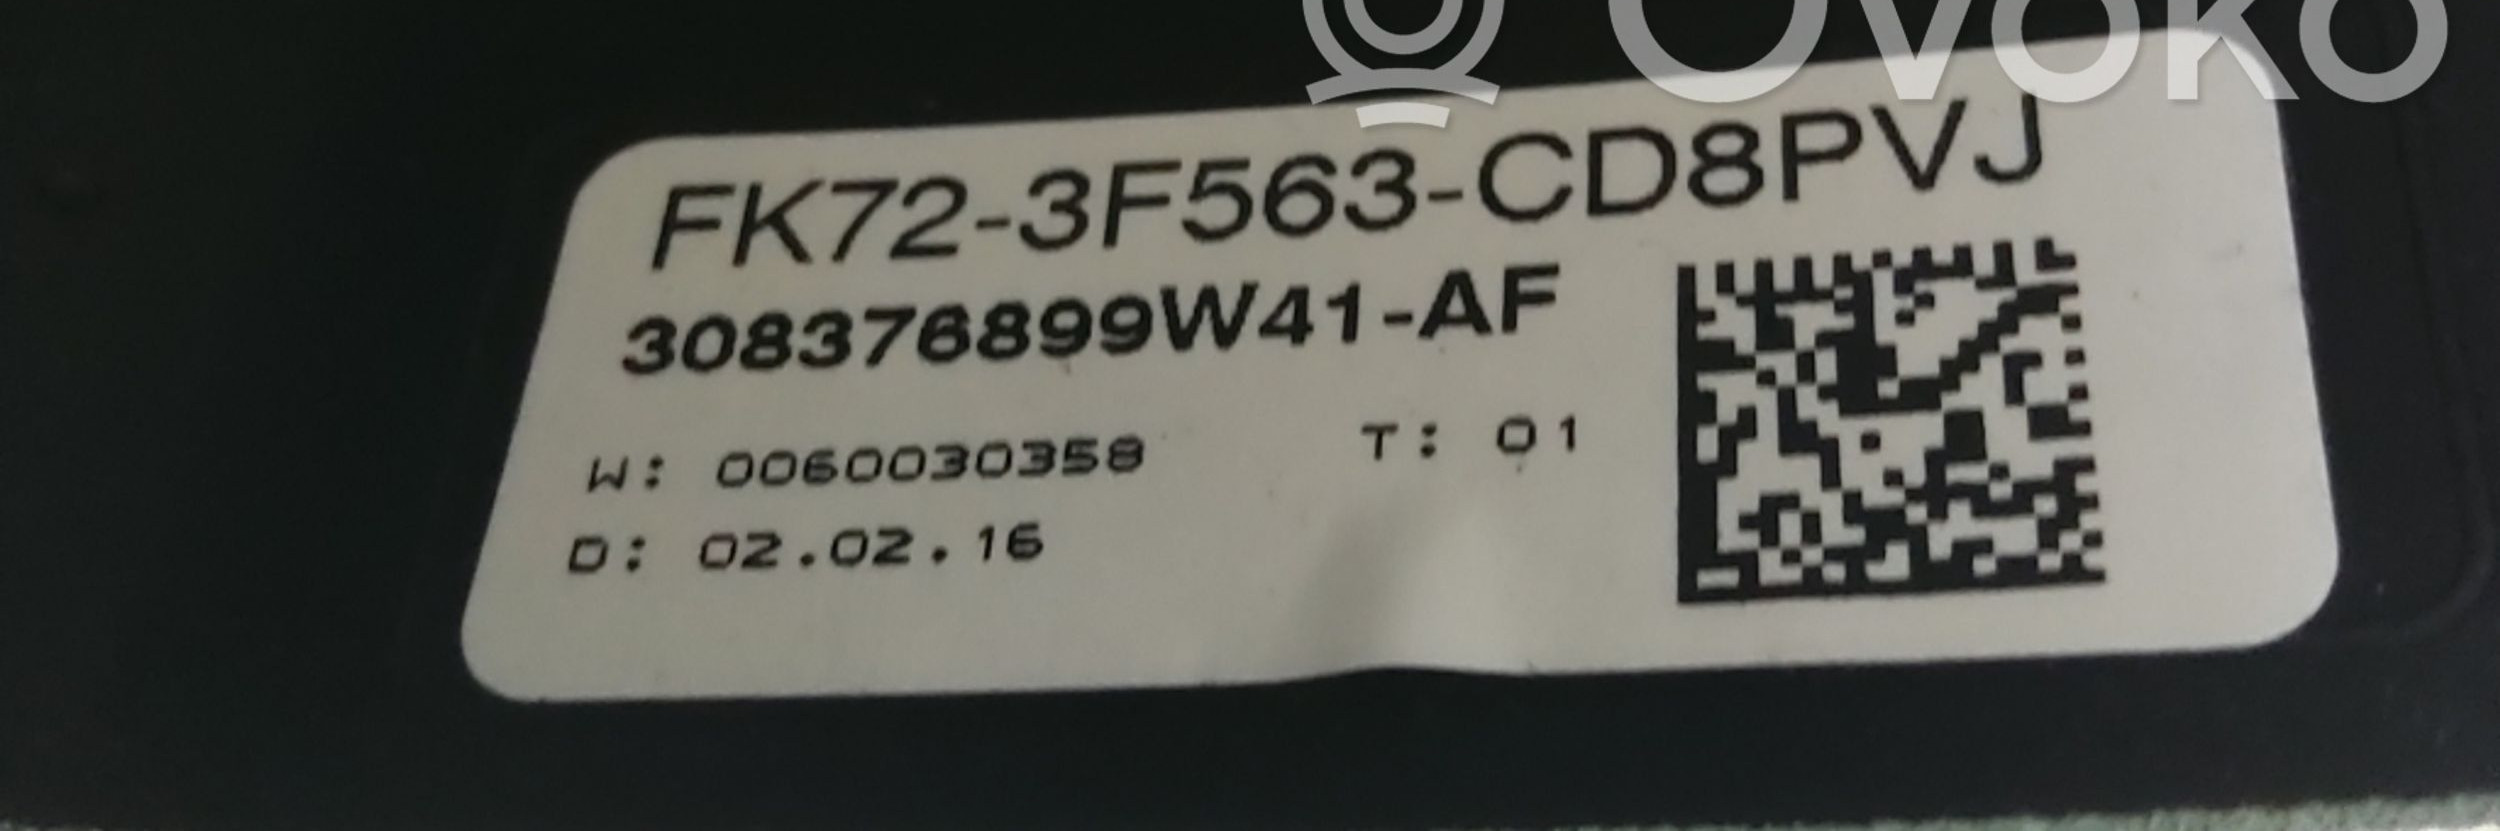 Ovoko
FK72-3F563-CD8PVJ
308376899W41-AF
W: 0060030358 T: 01
D: 02.02.16